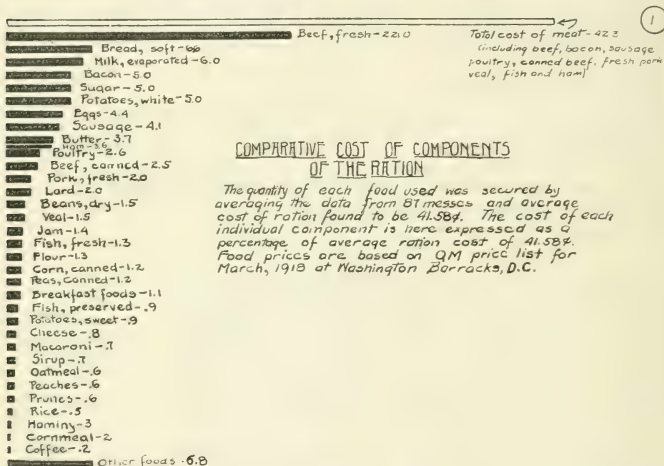 1
Beef, fresh-22.0
Total cost of meat-42.3
(including beef, bacon, sausage
poultry, canned beef, fresh pork
veal, fish and ham)
Bread, soft-6.6
Milk, evaporated-6.0
Bacon-5.0
Sugar-5.0
Potatoes, white-5.0
Eggs-4.4
Sausage-4.1
Butter-3.7
Ham-3.6
Poultry-2.6
Beef, canned-2.5
Pork, fresh-2.0
Lard-2.0
Beans, dry-1.5
Veal-1.5
Jam-1.4
Fish, fresh-1.3
Flour-1.3
Corn, canned-1.2
Peas, canned-1.2
Breakfast foods-1.1
Fish, preserved-.9
Potatoes, sweet-.9
Cheese-.8
Macaroni-.7
Sirup-.7
Oatmeal-.6
Peaches-.6
Prunes-.6
Rice-.5
Hominy-3
Cornmeal-2
Coffee-.2
Other foods-6.8
COMPARATIVE COST OF COMPONENTS
OF THE RATION
The quantity of each food used was secured by
averaging the data from 87 messes and average
cost of ration found to be 41.58¢. The cost of each
individual component is here expressed as a
percentage of average ration cost of 41.58¢.
Food prices are based on QM price list for
March, 1918 at Washington Barracks, D.C.